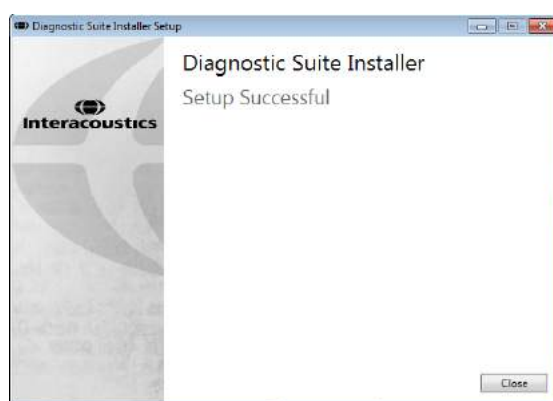 Diagnostic Suite Installer Setup
Diagnostic Suite Installer
Setup Successful
Interacoustics
Close